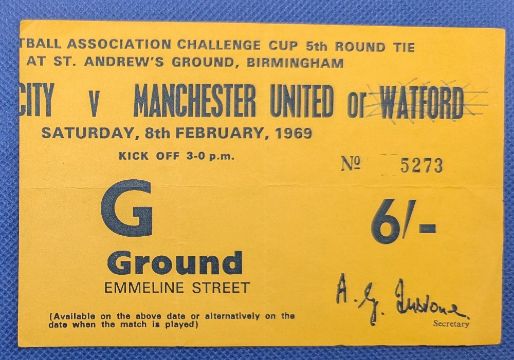 TBALL ASSOCIATION CHALLENGE CUP 5th ROUND TIE
AT ST. ANDREW'S GROUND, BIRMINGHAM
CITY v MANCHESTER UNITED or WATFORD
SATURDAY, 8th FEBRUARY, 1969
KICK OFF 3-0 p.m.
Nº 5273
G
6/-
Ground
EMMELINE STREET
A. G.
Secretary
(Available on the above date or alternatively on the
date when the match is played)